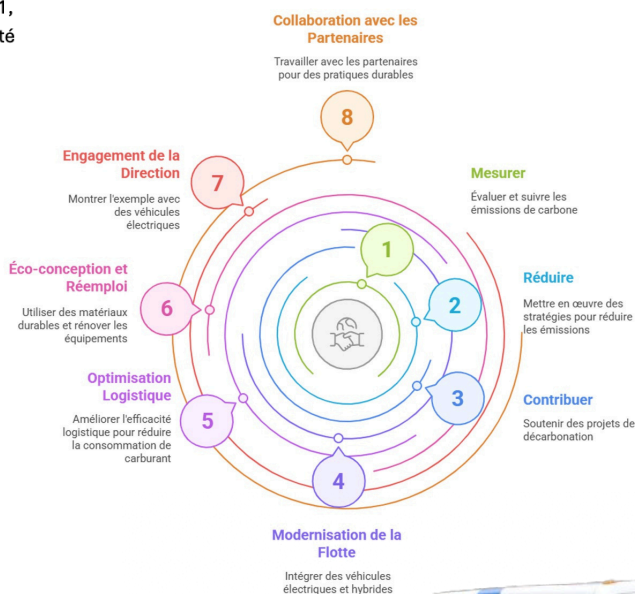 1,
té
Collaboration avec les
Partenaires
Travailler avec les partenaires
pour des pratiques durables
8
Engagement de la
Direction
Montrer l'exemple avec
des véhicules
électriques
7
Mesurer
Évaluer et suivre les
émissions de carbone
1
Éco-conception et
Réemploi
Utiliser des matériaux
durables et rénover les
équipements
6
Réduire
Mettre en œuvre des
stratégies pour réduire
les émissions
2
Optimisation
Logistique
Améliorer l'efficacité
logistique pour réduire
la consommation de
carburant
5
Contribuer
Soutenir des projets de
décarbonation
3
4
Modernisation de la
Flotte
Intégrer des véhicules
électriques et hybrides